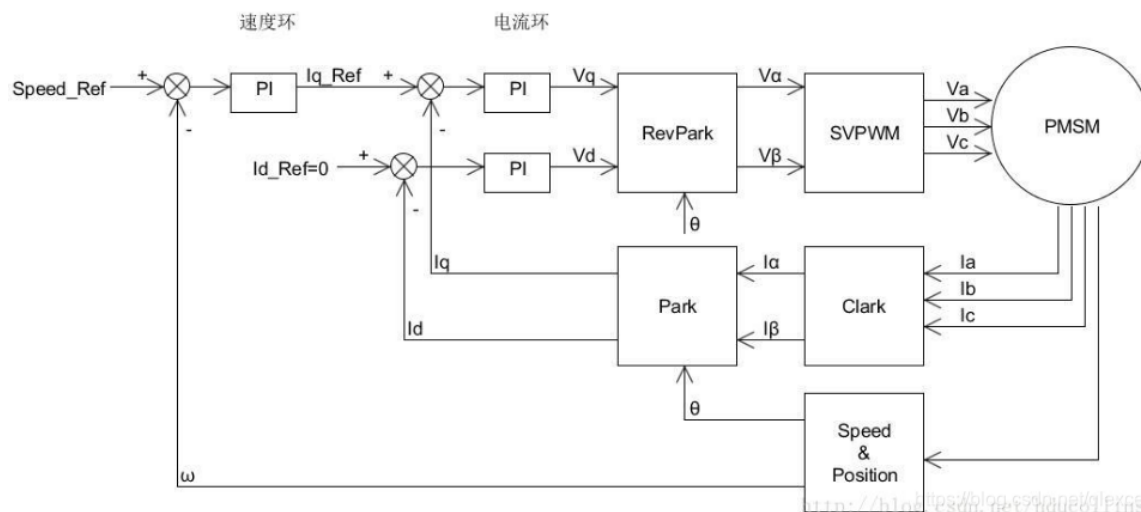 速度环
电流环
Speed_Ref
+
-
PI
Iq_Ref
+
-
PI
Vq
RevPark
Vα
Vβ
SVPWM
Va
Vb
Vc
PMSM
Id_Ref=0
+
-
PI
Vd
θ
Iq
Id
Park
Iα
Iβ
Clark
Ia
Ib
Ic
θ
Speed
&
Position
ω